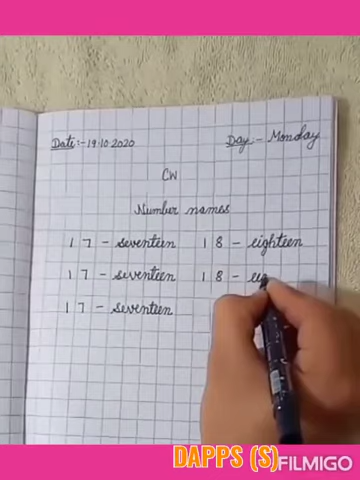 Date:- 19.10.2020 Day:- Monday
CW
Number names
17 - seventeen 18 - eighteen
17 - seventeen 18 -
17 - seventeen
DAPPS (S) FILMIGO